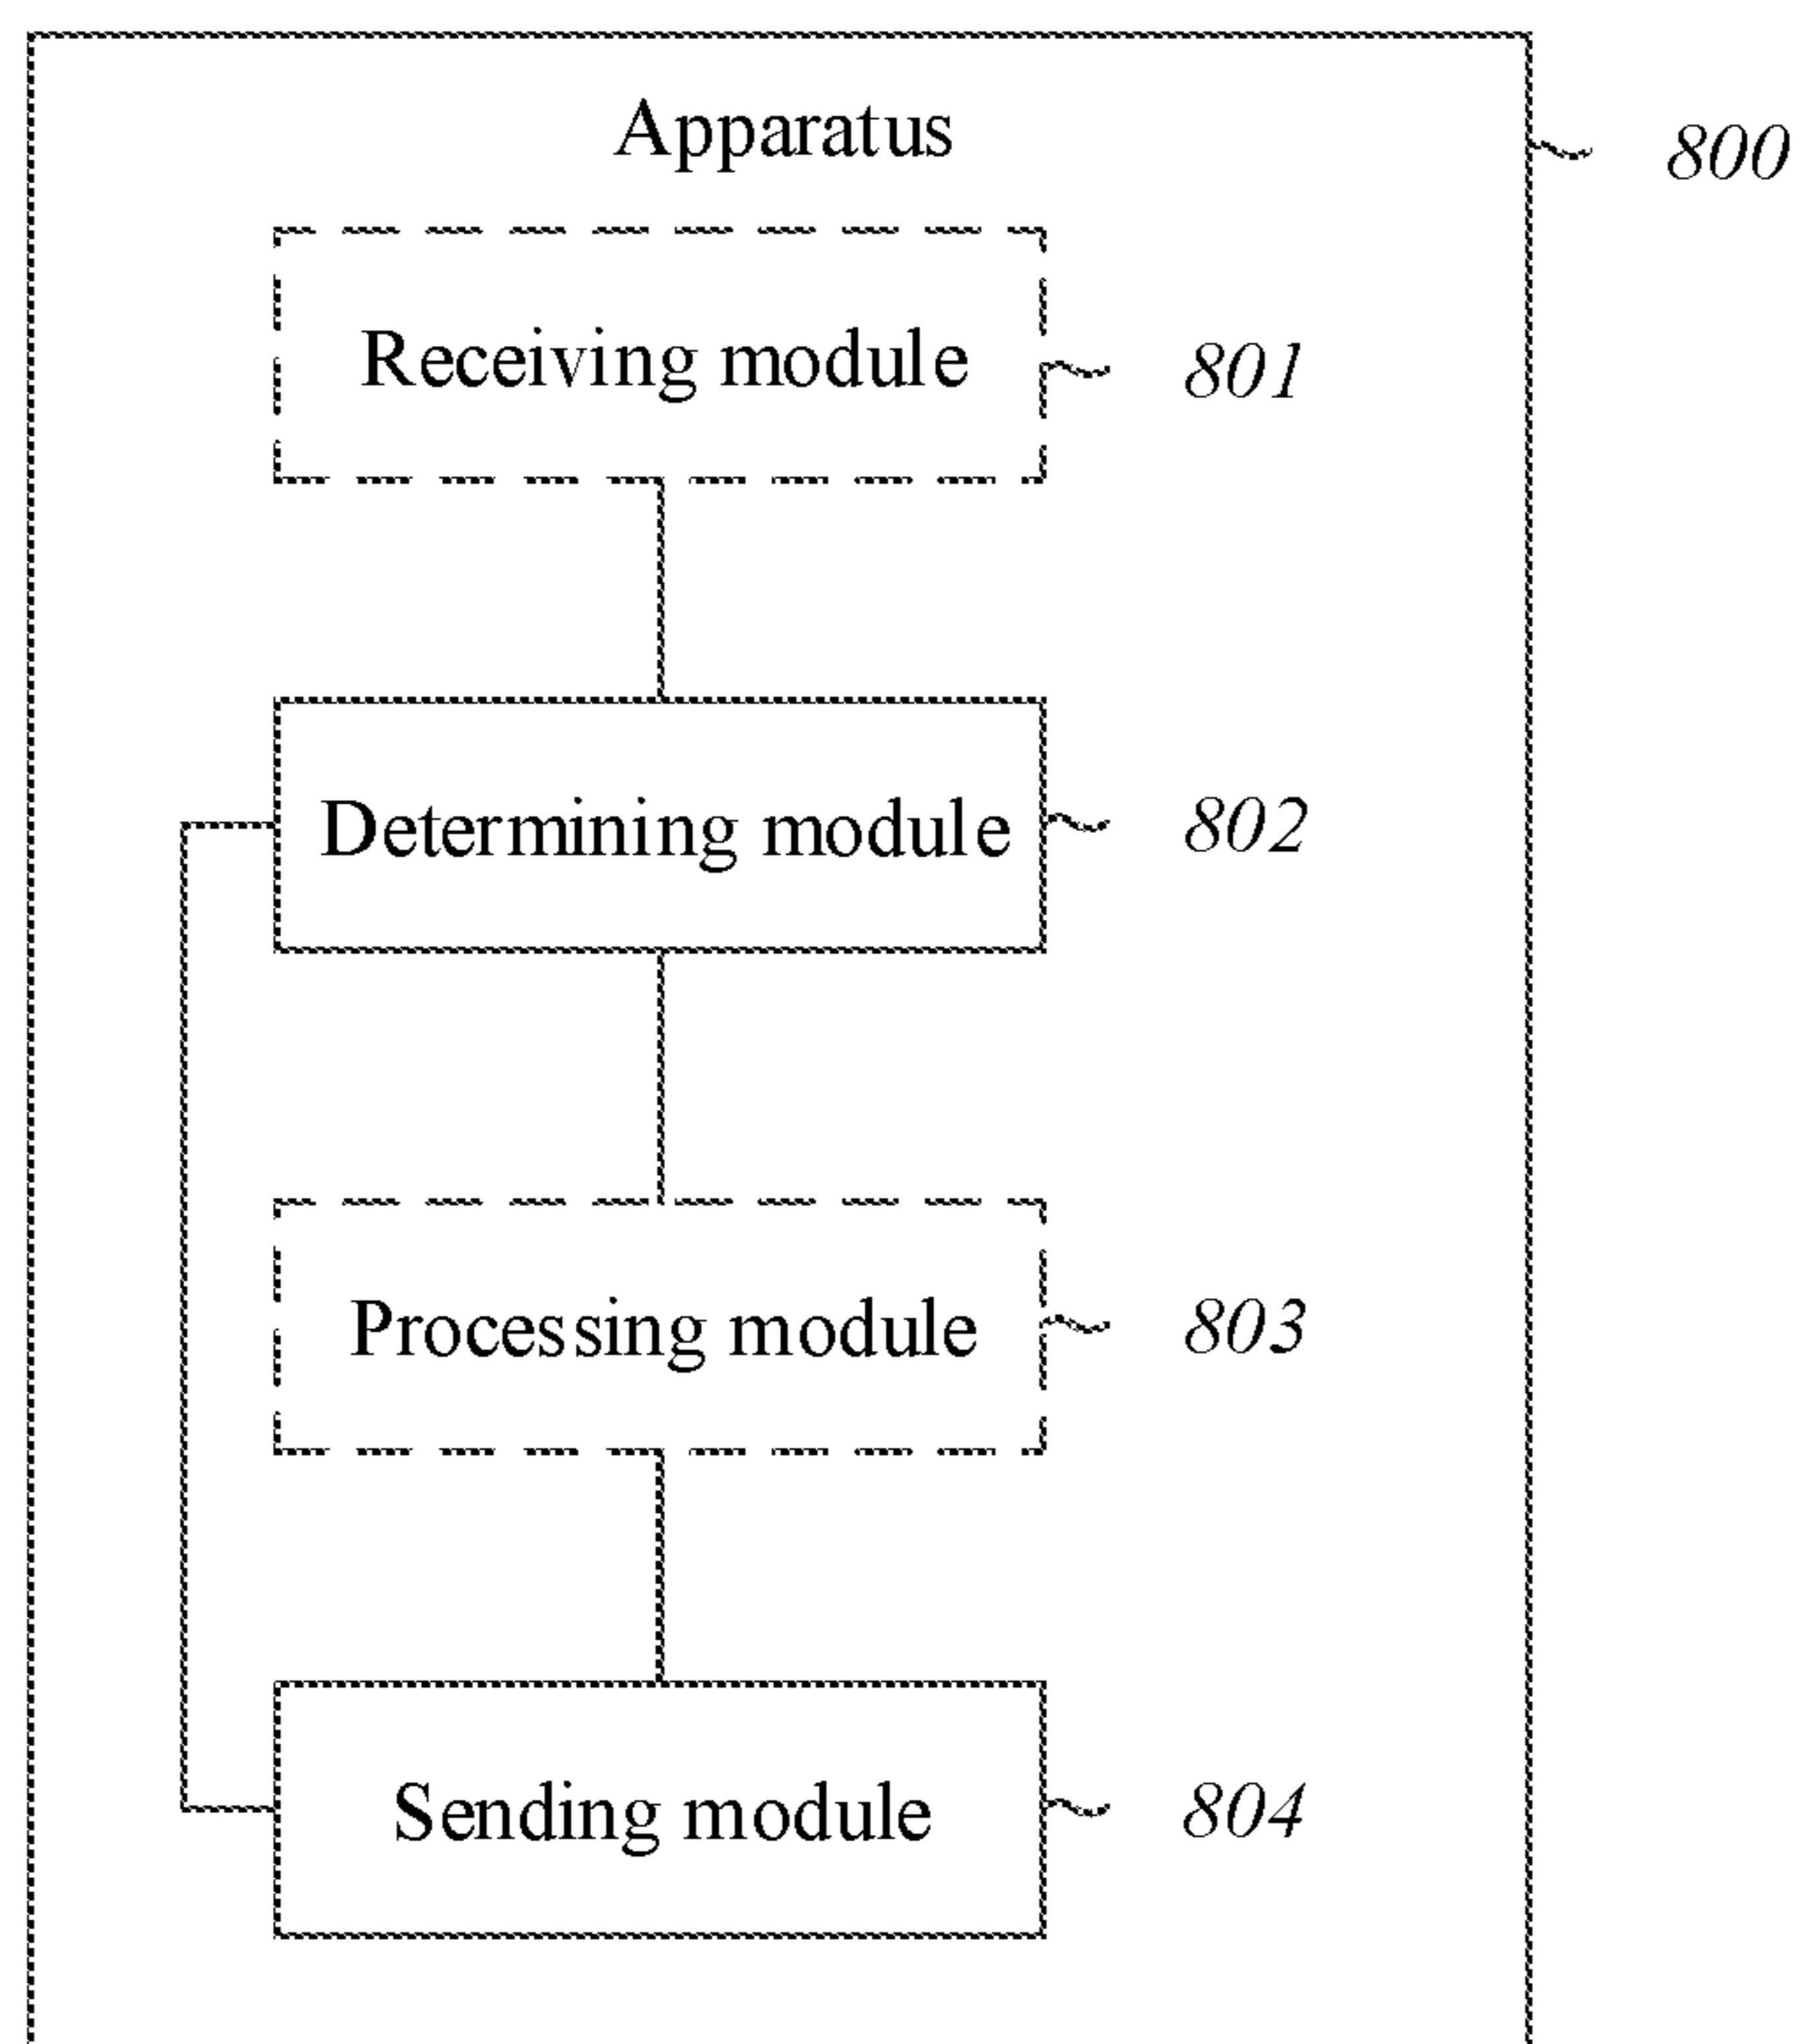 Apparatus
800
Receiving module
801
Determining module
802
Processing module
803
Sending module
804